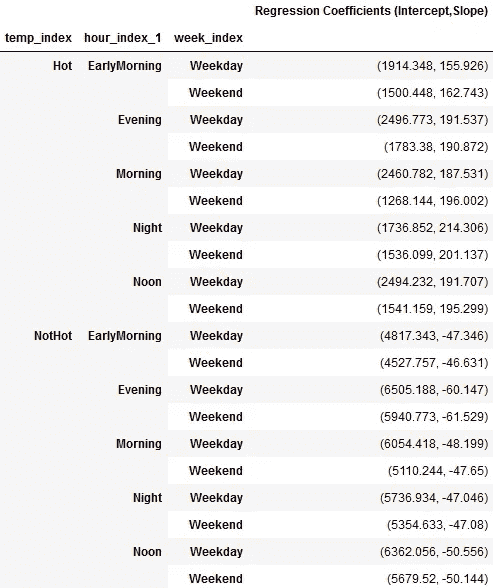 Regression Coefficients (Intercept,Slope)
temp_index hour_index_1 week_index
Hot EarlyMorning Weekday (1914.348, 155.926)
Weekend (1500.448, 162.743)
Evening Weekday (2496.773, 191.537)
Weekend (1783.38, 190.872)
Morning Weekday (2460.782, 187.531)
Weekend (1268.144, 196.002)
Night Weekday (1736.852, 214.306)
Weekend (1536.099, 201.137)
Noon Weekday (2494.232, 191.707)
Weekend (1541.159, 195.299)
NotHot EarlyMorning Weekday (4817.343, -47.346)
Weekend (4527.757, -46.631)
Evening Weekday (6505.188, -60.147)
Weekend (5940.773, -61.529)
Morning Weekday (6054.418, -48.199)
Weekend (5110.244, -47.65)
Night Weekday (5736.934, -47.046)
Weekend (5354.633, -47.08)
Noon Weekday (6362.056, -50.556)
Weekend (5679.52, -50.144)